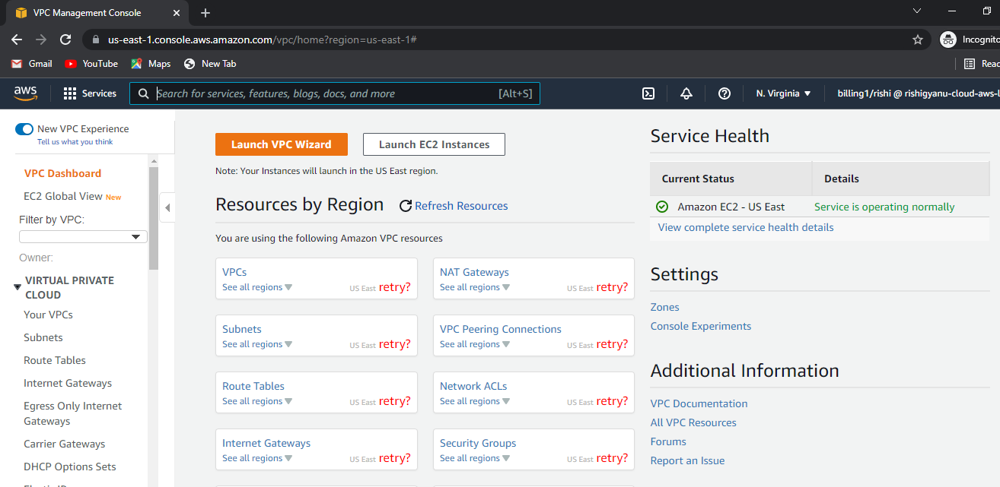 VPC Management Console
us-east-1.console.aws.amazon.com/vpc/home?region=us-east-1#
Incognito
Gmail
YouTube
Maps
New Tab
Reac
aws
Services
Search for services, features, blogs, docs, and more
[Alt+S]
N. Virginia
billing1/rishi @ rishigyanu-cloud-aws-l
New VPC Experience
Tell us what you think
VPC Dashboard
EC2 Global View New
Filter by VPC:
Owner:
VIRTUAL PRIVATE
CLOUD
Your VPCs
Subnets
Route Tables
Internet Gateways
Egress Only Internet
Gateways
Carrier Gateways
DHCP Options Sets
Launch VPC Wizard
Launch EC2 Instances
Note: Your Instances will launch in the US East region.
Resources by Region
Refresh Resources
You are using the following Amazon VPC resources
VPCs
See all regions
US East retry?
NAT Gateways
See all regions
US East retry?
Subnets
See all regions
US East retry?
VPC Peering Connections
See all regions
US East retry?
Route Tables
See all regions
US East retry?
Network ACLs
See all regions
US East retry?
Internet Gateways
See all regions
US East retry?
Security Groups
See all regions
US East retry?
Service Health
Current Status
Details
Amazon EC2 - US East
Service is operating normally
View complete service health details
Settings
Zones
Console Experiments
Additional Information
VPC Documentation
All VPC Resources
Forums
Report an Issue